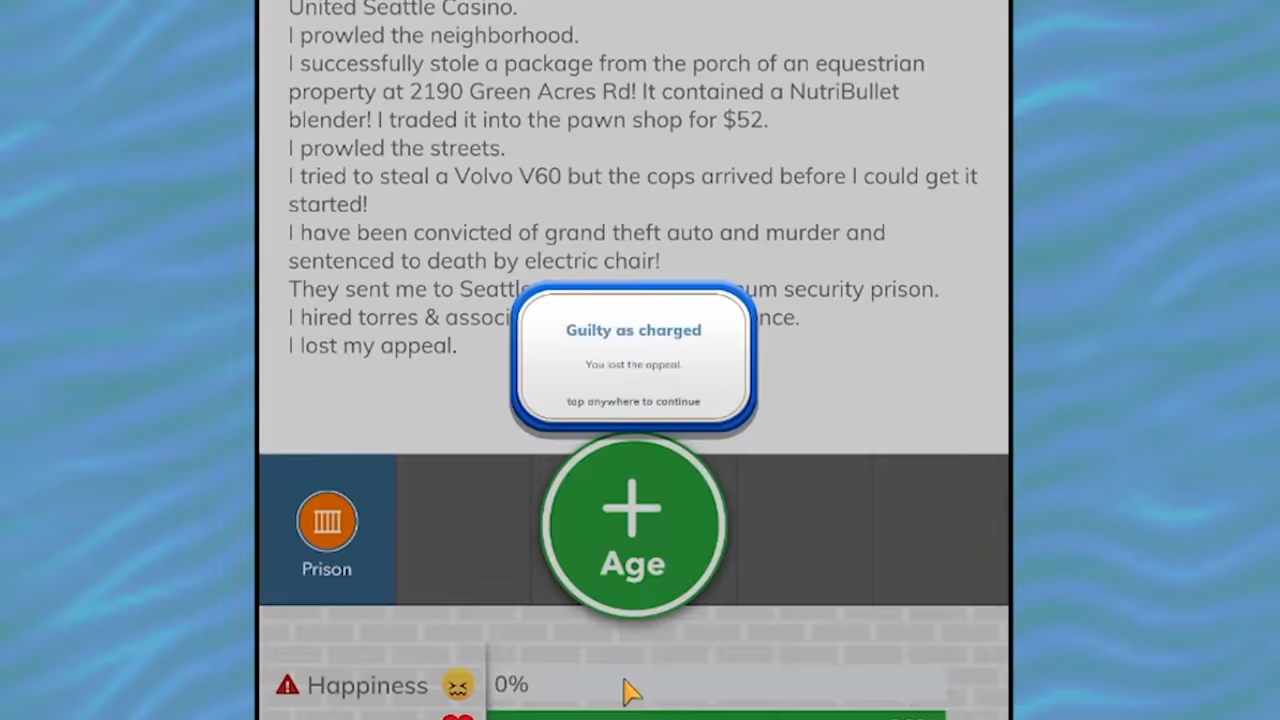 United Seattle Casino.
I prowled the neighborhood.
I successfully stole a package from the porch of an equestrian
property at 2190 Green Acres Rd! It contained a NutriBullet
blender! I traded it into the pawn shop for $52.
I prowled the streets.
I tried to steal a Volvo V60 but the cops arrived before I could get it
started!
I have been convicted of grand theft auto and murder and
sentenced to death by electric chair!
They sent me to Seattle security prison.
I hired torres &
I lost my appeal.
Guilty as charged
You lost the appeal.
tap anywhere to continue
Prison
Age
Happiness 0%